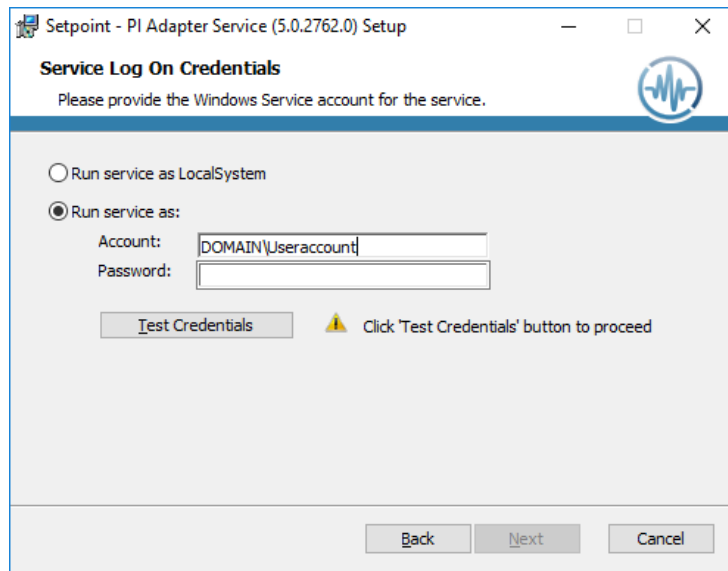 Setpoint - PI Adapter Service (5.0.2762.0) Setup
Service Log On Credentials
Please provide the Windows Service account for the service.
Run service as LocalSystem
Run service as:
Account: DOMAIN\Useraccount
Password:
Test Credentials Click 'Test Credentials' button to proceed
Back Next Cancel